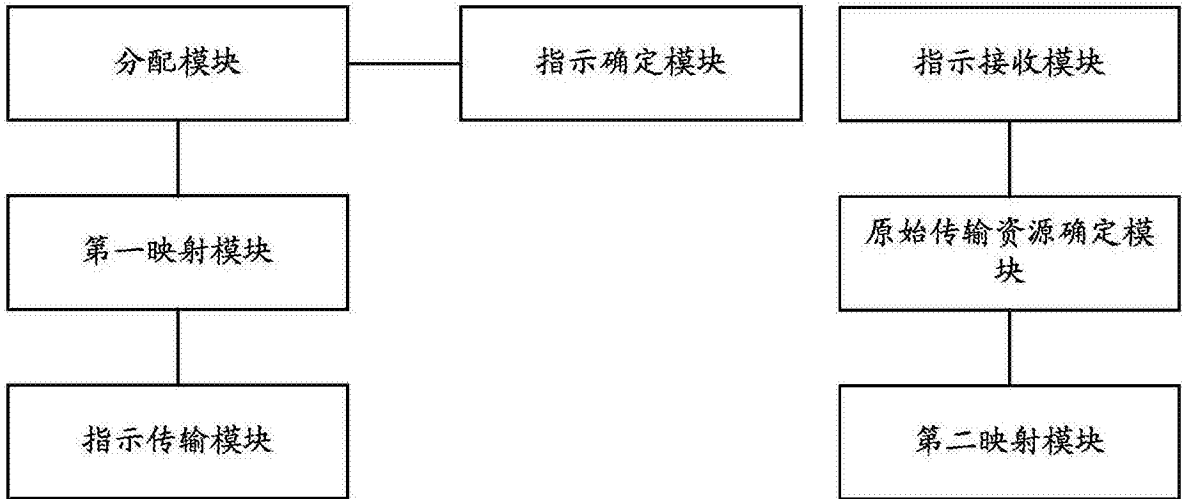 分配模块
指示确定模块
指示接收模块
第一映射模块
原始传输资源确定模
块
指示传输模块
第二映射模块